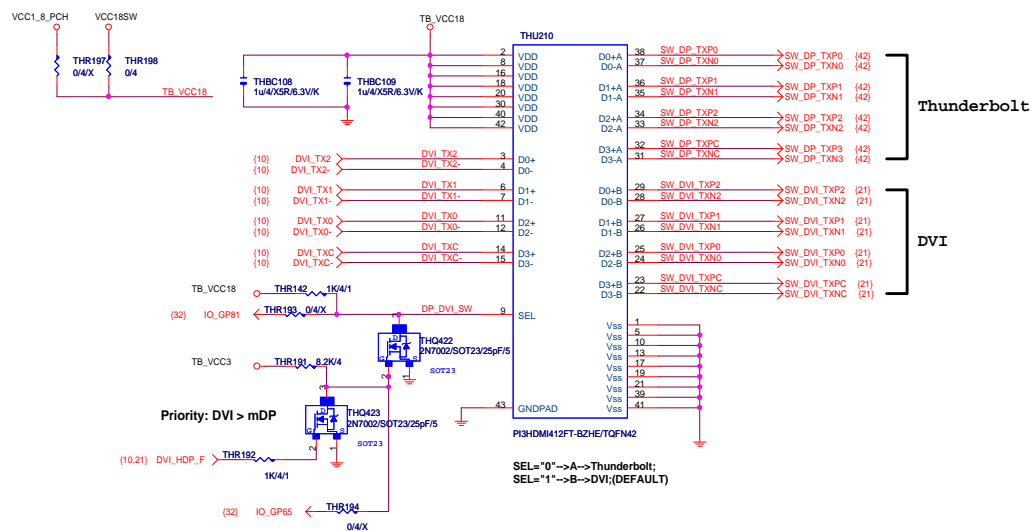 VCC1_8_PCH VCC18SW
THR197 0/4/X
THR198 0/4
TB_VCC18
TB_VCC18
THBC108 1u/4/X5R/6.3V/K
THBC109 1u/4/X5R/6.3V/K
THU210
2 VDD
8 VDD
16 VDD
18 VDD
20 VDD
20 VDD
30 VDD
40 VDD
42 VDD
{10} DVI_TX2 DVI_TX2 3 D0+
{10} DVI_TX2- DVI_TX2- 4 D0-
{10} DVI_TX1 DVI_TX1 6 D1+
{10} DVI_TX1- DVI_TX1- 7 D1-
{10} DVI_TX0 DVI_TX0 11 D2+
{10} DVI_TX0- DVI_TX0- 12 D2-
{10} DVI_TXC DVI_TXC 14 D3+
{10} DVI_TXC- DVI_TXC- 15 D3-
D0+A 38 SW_DP_TXP0 SW_DP_TXP0 {42}
D0-A 37 SW_DP_TXN0 SW_DP_TXN0 {42}
D1+A 36 SW_DP_TXP1 SW_DP_TXP1 {42}
D1-A 35 SW_DP_TXN1 SW_DP_TXN1 {42}
D2+A 34 SW_DP_TXP2 SW_DP_TXP2 {42}
D2-A 33 SW_DP_TXN2 SW_DP_TXN2 {42}
D3+A 32 SW_DP_TXPC SW_DP_TXP3 {42}
D3-A 31 SW_DP_TXNC SW_DP_TXN3 {42}
Thunderbolt
D0+B 29 SW_DVI_TXP2 SW_DVI_TXP2 {21}
D0-B 28 SW_DVI_TXN2 SW_DVI_TXN2 {21}
D1+B 27 SW_DVI_TXP1 SW_DVI_TXP1 {21}
D1-B 26 SW_DVI_TXN1 SW_DVI_TXN1 {21}
D2+B 25 SW_DVI_TXP0 SW_DVI_TXP0 {21}
D2-B 24 SW_DVI_TXN0 SW_DVI_TXN0 {21}
D3+B 23 SW_DVI_TXPC SW_DVI_TXPC {21}
D3-B 22 SW_DVI_TXNC SW_DVI_TXNC {21}
DVI
TB_VCC18 THR142 1K/4/1
{32} IO_GP81 THR193 0/4/X DP_DVI_SW 9 SEL
3 D G S 2 1
THQ422
2N7002/SOT23/25pF/5
SOT23
TB_VCC3 THR191 8.2K/4
3 D G S 2 1
THQ423
2N7002/SOT23/25pF/5
SOT23
Priority: DVI > mDP
{10,21} DVI_HDP_F THR192 1K/4/1
{32} IO_GP65 THR194 0/4/X
Vss 1
Vss 5
Vss 10
Vss 13
Vss 17
Vss 19
Vss 21
Vss 39
Vss 41
43 GNDPAD
PI3HDMI412FT-BZHE/TQFN42
SEL="0"-->A-->Thunderbolt;
SEL="1"-->B-->DVI;(DEFAULT)